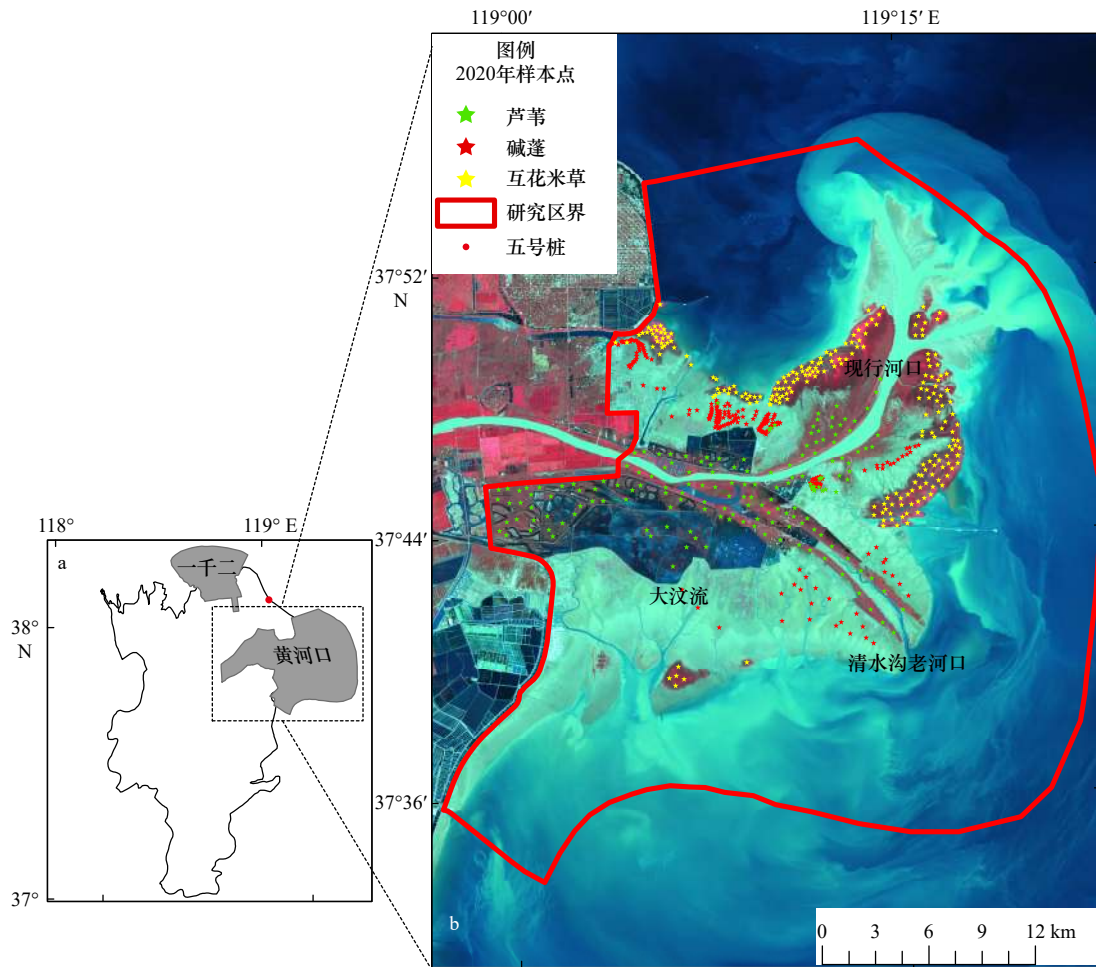 119°00′
119°15′ E
图例
2020年样本点
芦苇
碱蓬
互花米草
研究区界
五号桩
37°52′
N
现行河口
118°
119° E
37°44′
a
一千二
大汶流
38°
N
黄河口
清水沟老河口
37°36′
37°
b
0 3 6 9 12 km